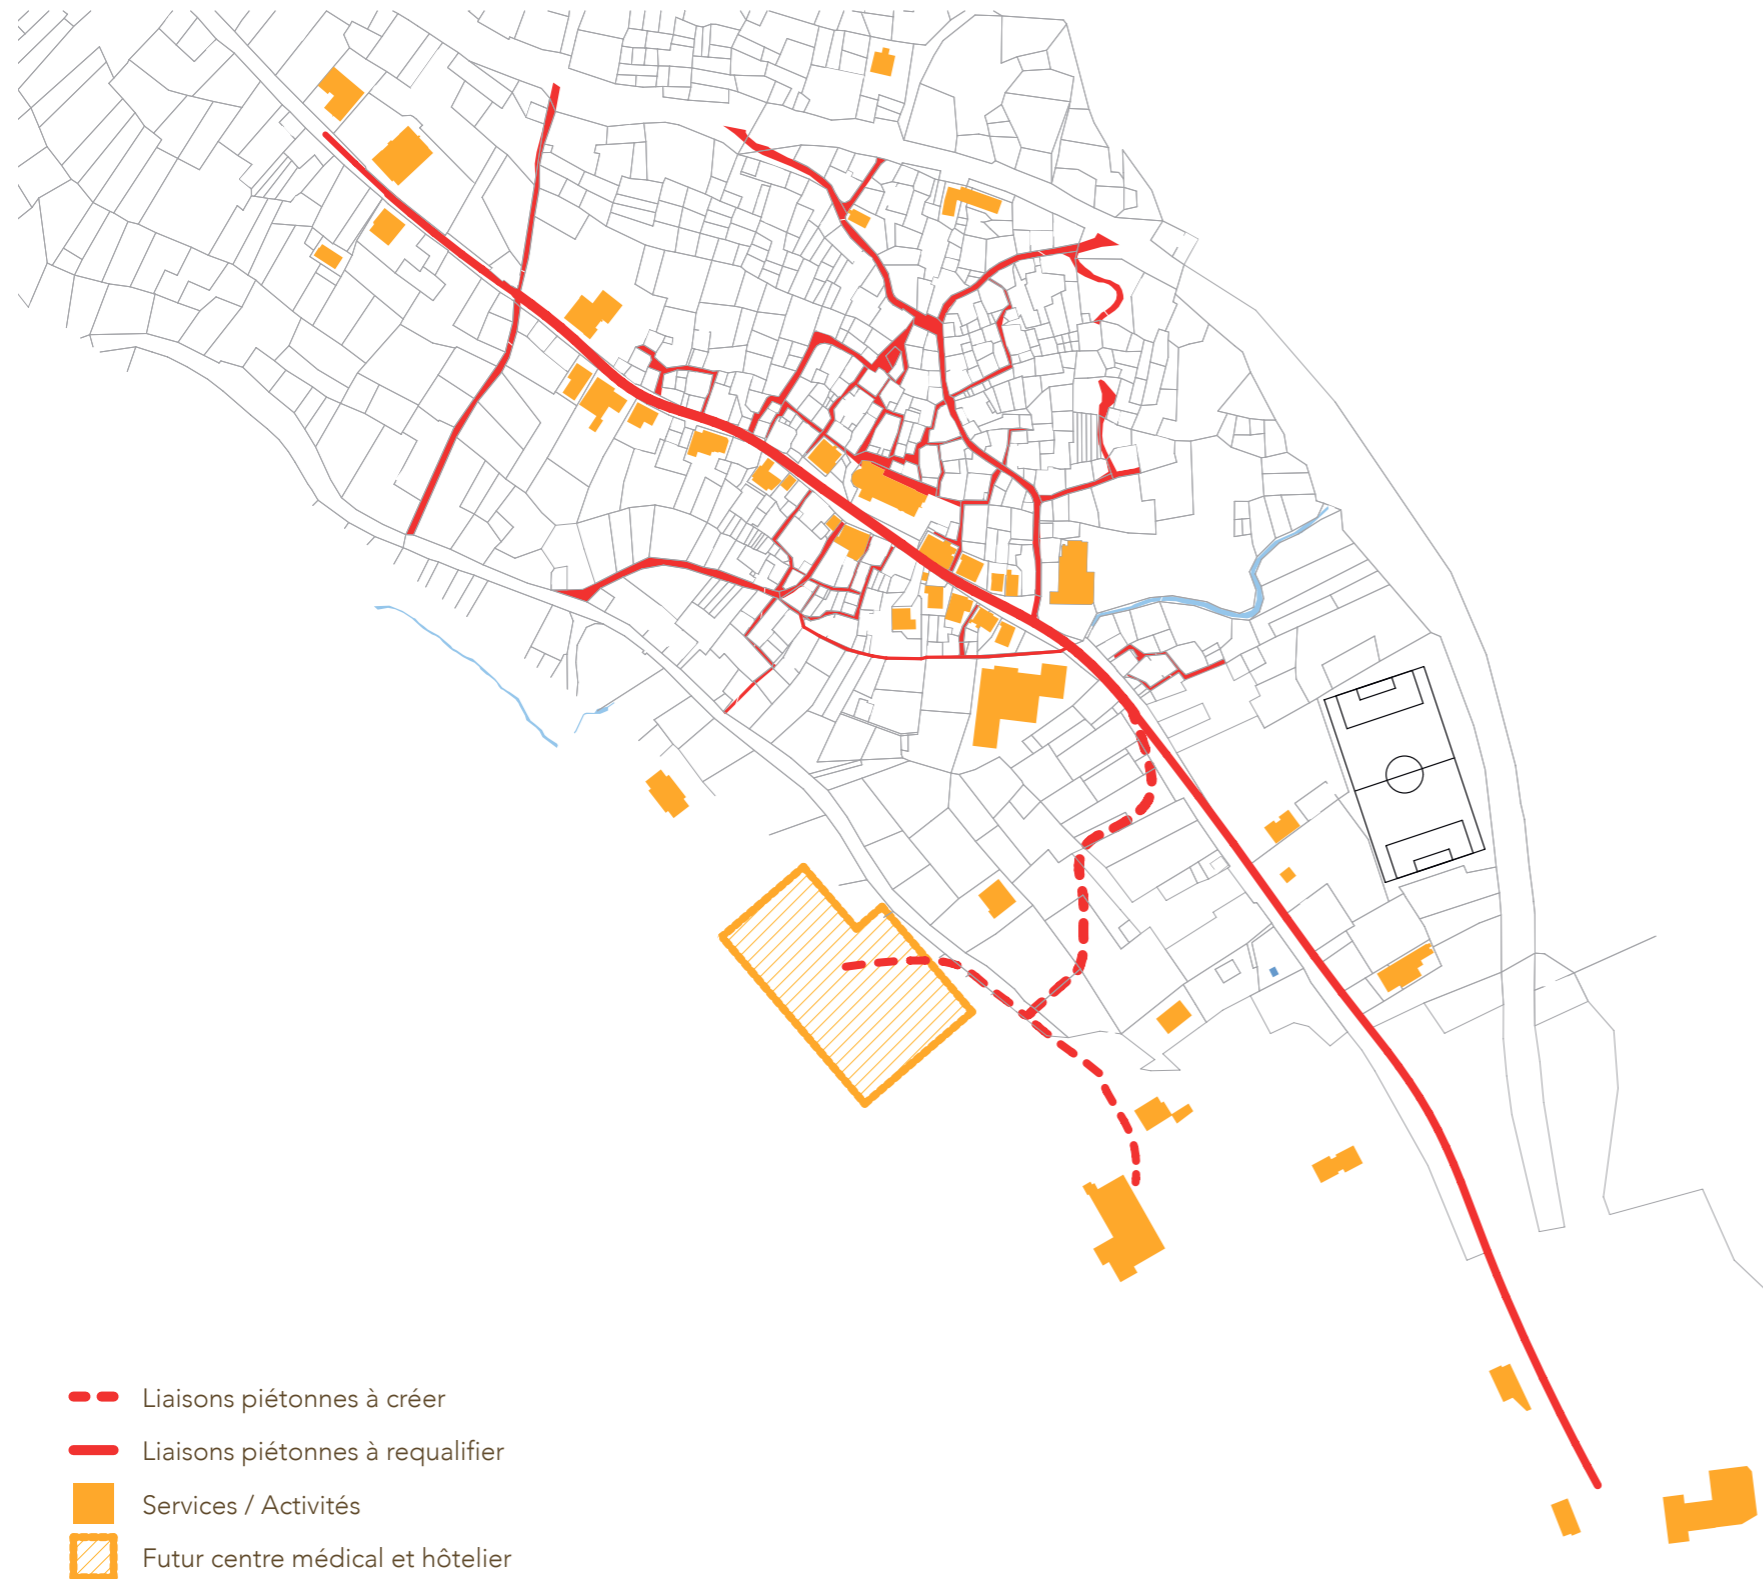 Liaisons piétonnes à créer
Liaisons piétonnes à requalifier
Services / Activités
Futur centre médical et hôtelier